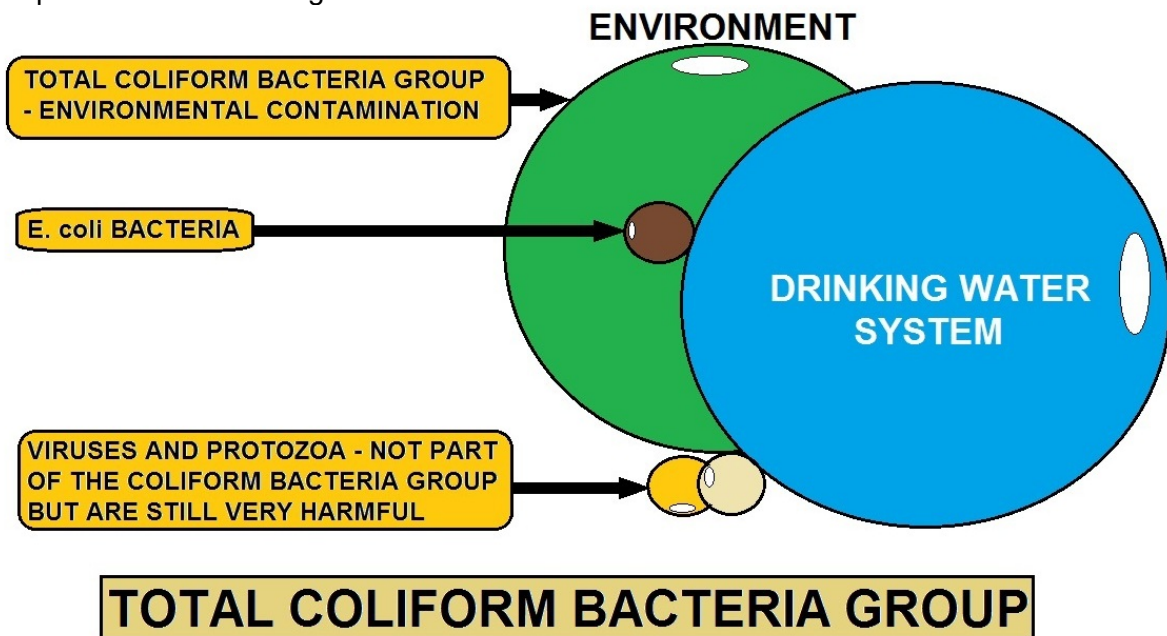 ENVIRONMENT
TOTAL COLIFORM BACTERIA GROUP
- ENVIRONMENTAL CONTAMINATION
E. coli BACTERIA
DRINKING WATER
SYSTEM
VIRUSES AND PROTOZOA - NOT PART
OF THE COLIFORM BACTERIA GROUP
BUT ARE STILL VERY HARMFUL
TOTAL COLIFORM BACTERIA GROUP